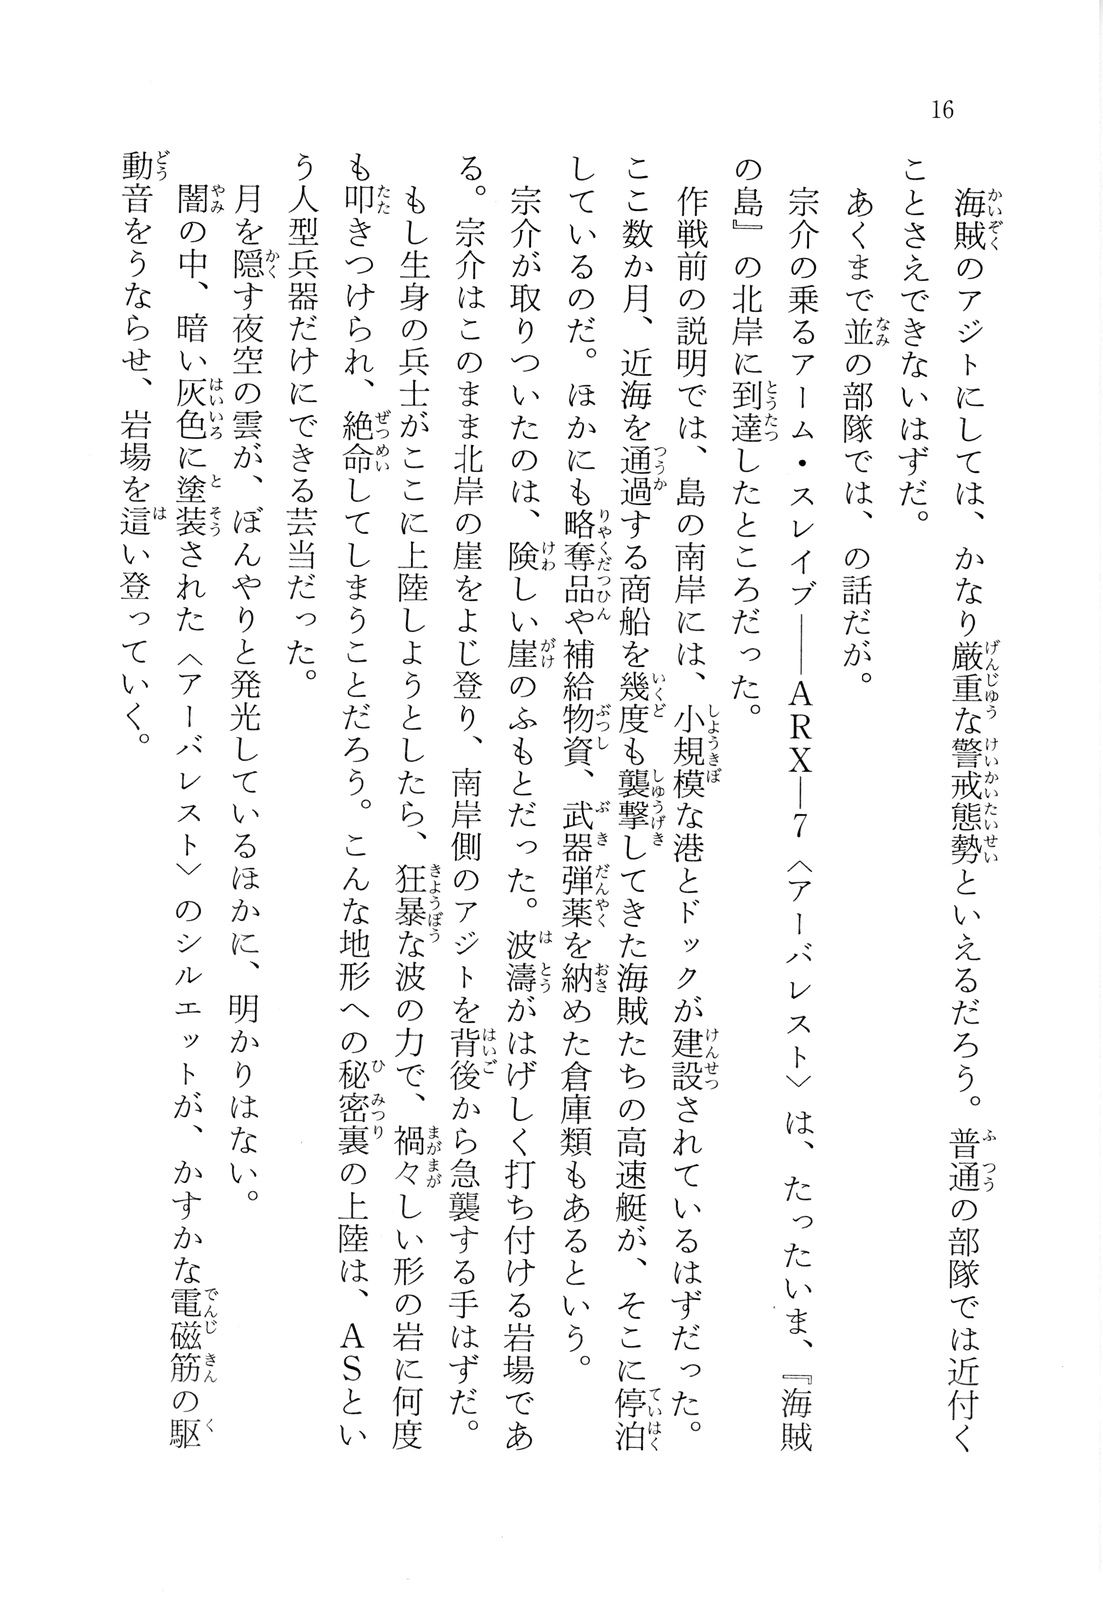 16
海賊のアジトにしては、かなり厳重な警戒態勢といえるだろう。普通の部隊では近付く
ことさえできないはずだ。
あくまで並の部隊では、の話だが。
宗介の乗るアーム・スレイブ――ARX―7〈アーバレスト〉は、たったいま、『海賊
の島』の北岸に到達したところだった。
作戦前の説明では、島の南岸には、小規模な港とドックが建設されているはずだった。
ここ数か月、近海を通過する商船を幾度も襲撃してきた海賊たちの高速艇が、そこに停泊
しているのだ。ほかにも略奪品や補給物資、武器弾薬を納めた倉庫類もあるという。
宗介が取りついたのは、険しい崖のふもとだった。波濤がはげしく打ち付ける岩場であ
る。宗介はこのまま北岸の崖をよじ登り、南岸側のアジトを背後から急襲する手はずだ。
もし生身の兵士がここに上陸しようとしたら、狂暴な波の力で、禍々しい形の岩に何度
も叩きつけられ、絶命してしまうことだろう。こんな地形への秘密裏の上陸は、ASとい
う人型兵器だけにできる芸当だった。
月を隠す夜空の雲が、ぼんやりと発光しているほかに、明かりはない。
闇の中、暗い灰色に塗装された〈アーバレスト〉のシルエットが、かすかな電磁筋の駆
動音をうならせ、岩場を這い登っていく。